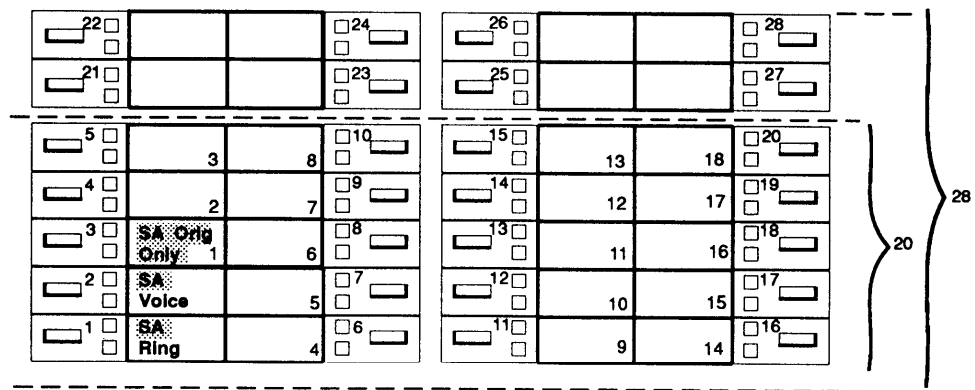 22 24 26 28
21 23 25 27
5 3 8 10 15 13 18 20
4 2 7 9 14 12 17 19
3 SA Orig
Only 1 6 8 13 11 16 18
2 SA
Voice 5 7 12 10 15 17
1 SA
Ring 4 6 11 9 14 16
20
28